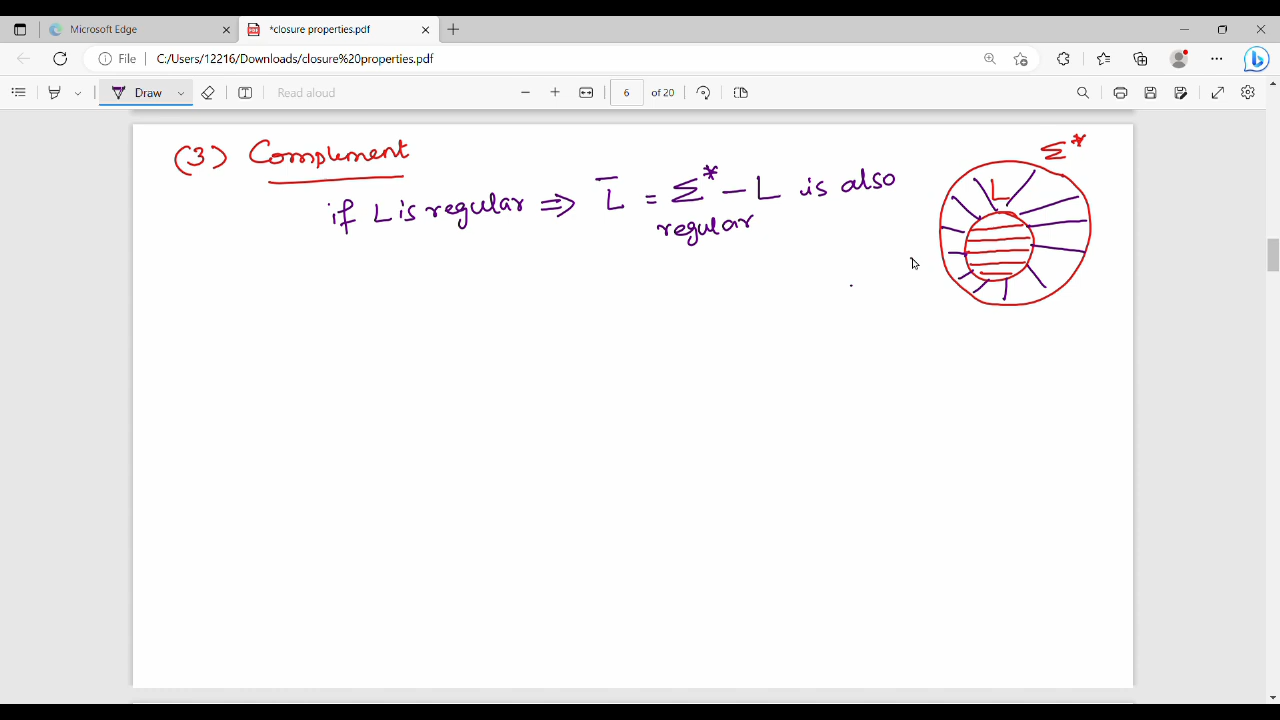 Microsoft Edge
*closure properties.pdf
File
C:/Users/12216/Downloads/closure%20properties.pdf
Draw
Read aloud
6 of 20
(3) Complement
Σ*
if L is regular ⇒ L̅ = Σ* - L is also
regular
L